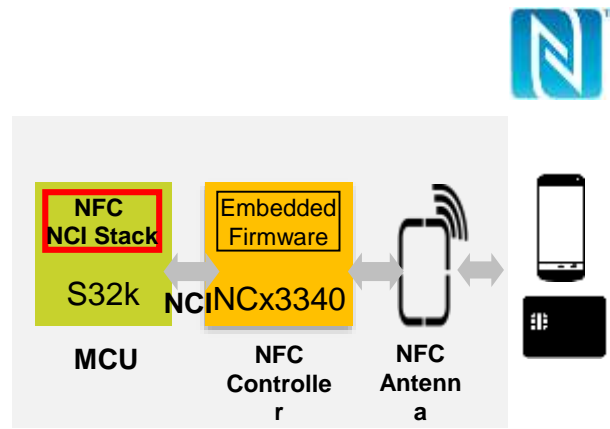 NFC
NCI Stack
S32k
MCU
NCI
Embedded
Firmware
NCx3340
NFC
Controlle
r
NFC
Antenn
a